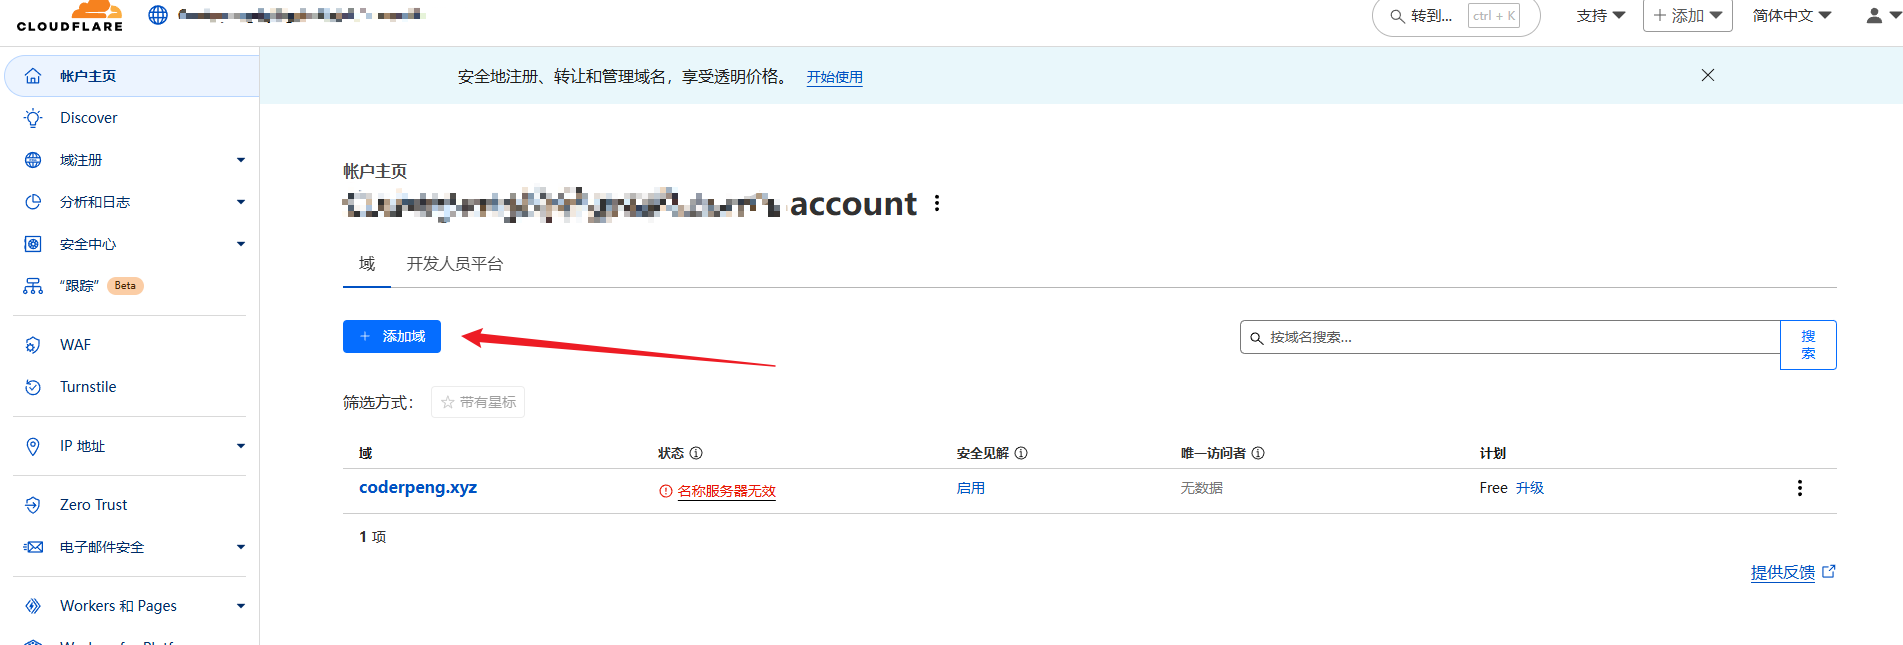 CLOUDFLARE
转到... ctrl + K
支持
添加
简体中文
帐户主页
Discover
域注册
分析和日志
安全中心
“跟踪” Beta
WAF
Turnstile
IP 地址
Zero Trust
电子邮件安全
Workers 和 Pages
安全地注册、转让和管理域名，享受透明价格。 开始使用
帐户主页
account
域 开发人员平台
添加域
按域名搜索...
搜
索
筛选方式： 带有星标
域 状态 安全见解 唯一访问者 计划
coderpeng.xyz 名称服务器无效 启用 无数据 Free 升级
1 项
提供反馈